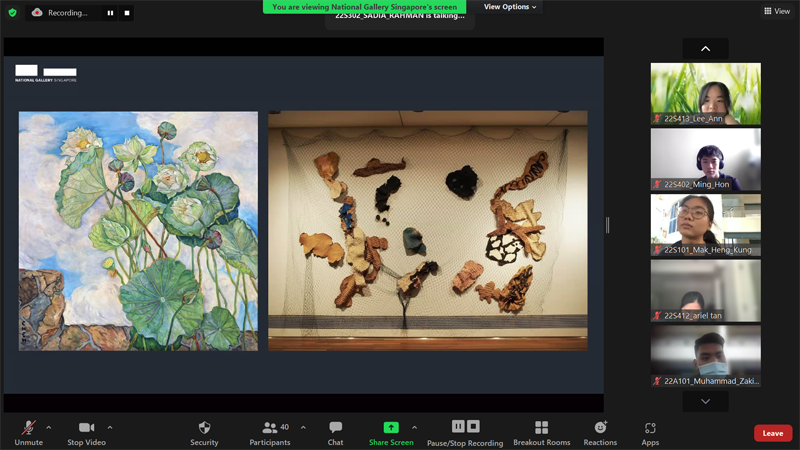 Recording...
You are viewing National Gallery Singapore's screen
View Options
22S302_SADIA_RAHMAN is talking...
View
NATIONAL GALLERY SINGAPORE
22S413_Lee_Ann
22S402_Ming_Hon
22S101_Mak_Heng_Kung
22S412_ariel tan
22A101_Muhammad_Zaki...
Unmute
Stop Video
Security
Participants
40
Chat
Share Screen
Pause/Stop Recording
Breakout Rooms
Reactions
Apps
Leave